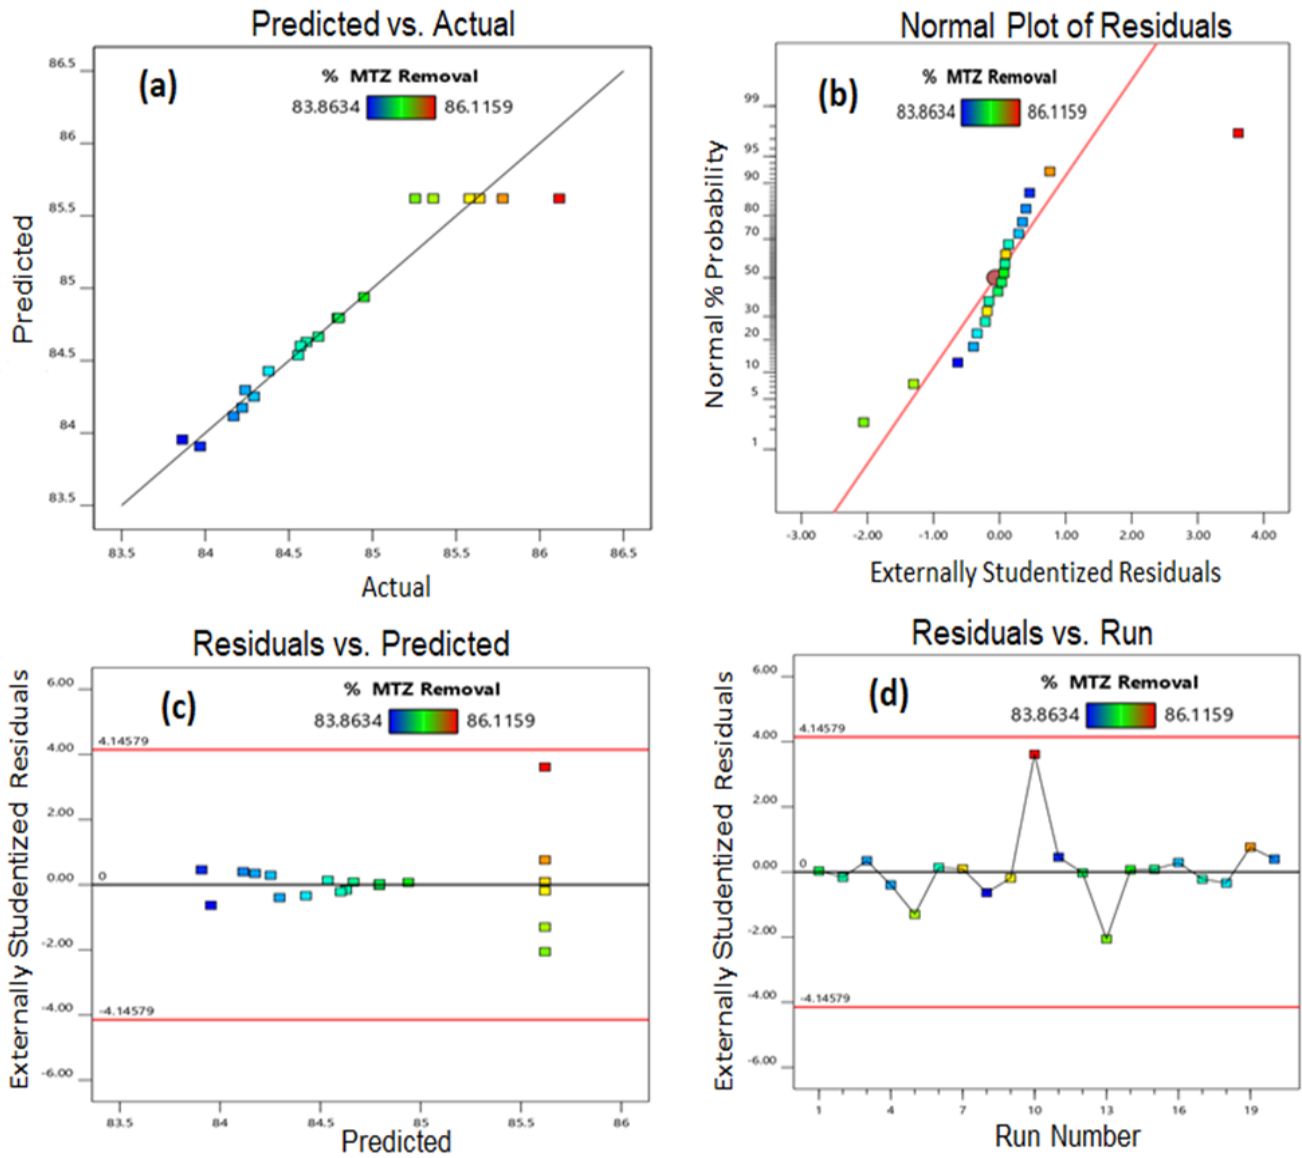 Predicted vs. Actual
(a)
% MTZ Removal
83.8634 86.1159
86.5
86
85.5
85
84.5
84
83.5
Predicted
83.5 84 84.5 85 85.5 86 86.5
Actual
Normal Plot of Residuals
(b)
% MTZ Removal
83.8634 86.1159
99
95
90
80
70
50
30
20
10
5
1
Normal % Probability
-3.00 -2.00 -1.00 0.00 1.00 2.00 3.00 4.00
Externally Studentized Residuals
Residuals vs. Predicted
(c)
% MTZ Removal
83.8634 86.1159
6.00
4.00
2.00
0.00
-2.00
-4.00
-6.00
4.14579
0
-4.14579
Externally Studentized Residuals
83.5 84 84.5 85 85.5 86
Predicted
Residuals vs. Run
(d)
% MTZ Removal
83.8634 86.1159
6.00
4.00
2.00
0.00
-2.00
-4.00
-6.00
4.14579
0
-4.14579
Externally Studentized Residuals
1 4 7 10 13 16 19
Run Number